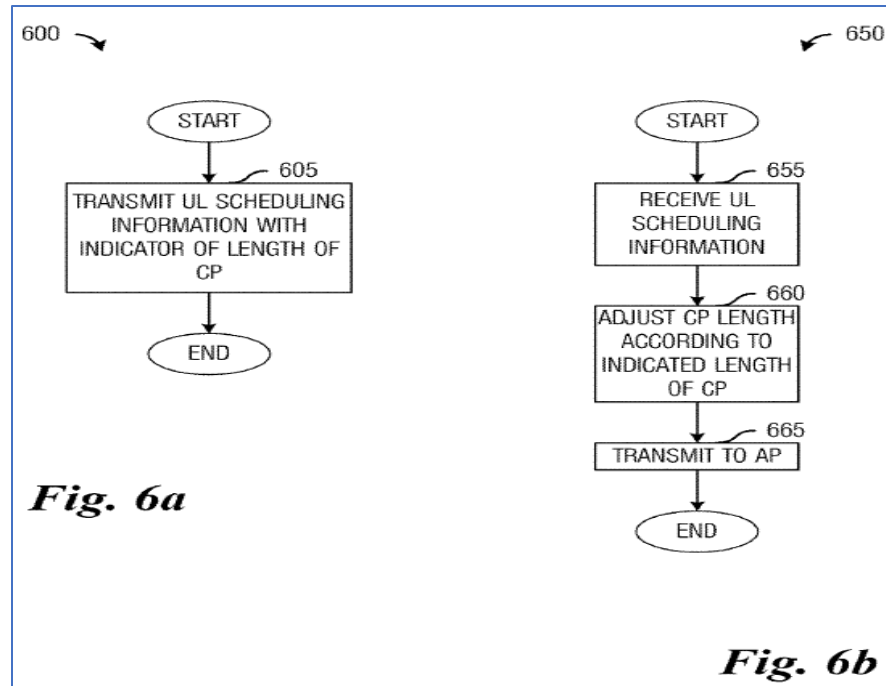 600
START
605
TRANSMIT UL SCHEDULING
INFORMATION WITH
INDICATOR OF LENGTH OF
CP
END
Fig. 6a
650
START
655
RECEIVE UL
SCHEDULING
INFORMATION
660
ADJUST CP LENGTH
ACCORDING TO
INDICATED LENGTH
OF CP
665
TRANSMIT TO AP
END
Fig. 6b